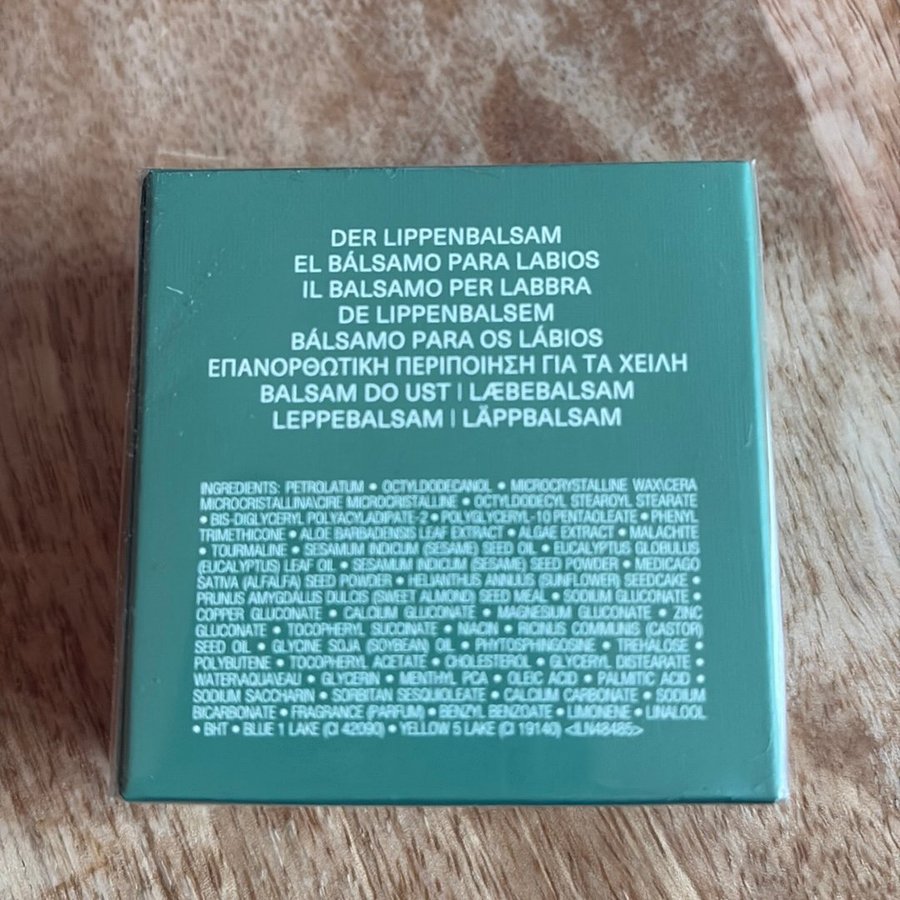 DER LIPPENBALSAM
EL BÁLSAMO PARA LABIOS
IL BALSAMO PER LABBRA
DE LIPPENBALSEM
BÁLSAMO PARA OS LÁBIOS
ΕΠΑΝΟΡΘΩΤΙΚΗ ΠΕΡΙΠΟΙΗΣΗ ΓΙΑ ΤΑ ΧΕΙΛΗ
BALSAM DO UST | LÆBEBALSAM
LEPPEBALSAM | LÄPPBALSAM
INGREDIENTS: PETROLATUM • OCTYLDODECANOL • MICROCRYSTALLINE WAX\CERA
MICROCRISTALLINA\CIRE MICROCRISTALLINE • OCTYLDODECYL STEAROYL STEARATE
• BIS-DIGLYCERYL POLYACYLADIPATE-2 • POLYGLYCERYL-10 PENTAOLEATE • PHENYL
TRIMETHICONE • ALOE BARBADENSIS LEAF EXTRACT • ALGAE EXTRACT • MALACHITE
• TOURMALINE • SESAMUM INDICUM (SESAME) SEED OIL • EUCALYPTUS GLOBULUS
(EUCALYPTUS) LEAF OIL • SESAMUM INDICUM (SESAME) SEED POWDER • MEDICAGO
SATIVA (ALFALFA) SEED POWDER • HELIANTHUS ANNUUS (SUNFLOWER) SEEDCAKE •
PRUNUS AMYGDALUS DULCIS (SWEET ALMOND) SEED MEAL • SODIUM GLUCONATE •
COPPER GLUCONATE • CALCIUM GLUCONATE • MAGNESIUM GLUCONATE • ZINC
GLUCONATE • TOCOPHERYL SUCCINATE • NIACIN • RICINUS COMMUNIS (CASTOR)
SEED OIL • GLYCINE SOJA (SOYBEAN) OIL • PHYTOSPHINGOSINE • TREHALOSE •
POLYBUTENE • TOCOPHERYL ACETATE • CHOLESTEROL • GLYCERYL DISTEARATE •
WATER\AQUA\EAU • GLYCERIN • MENTHYL PCA • OLEIC ACID • PALMITIC ACID •
SODIUM SACCHARIN • SORBITAN SESQUIOLEATE • CALCIUM CARBONATE • SODIUM
BICARBONATE • FRAGRANCE (PARFUM) • BENZYL BENZOATE • LIMONENE • LINALOOL
• BHT • BLUE 1 LAKE (CI 42090) • YELLOW 5 LAKE (CI 19140) <ILN48485>